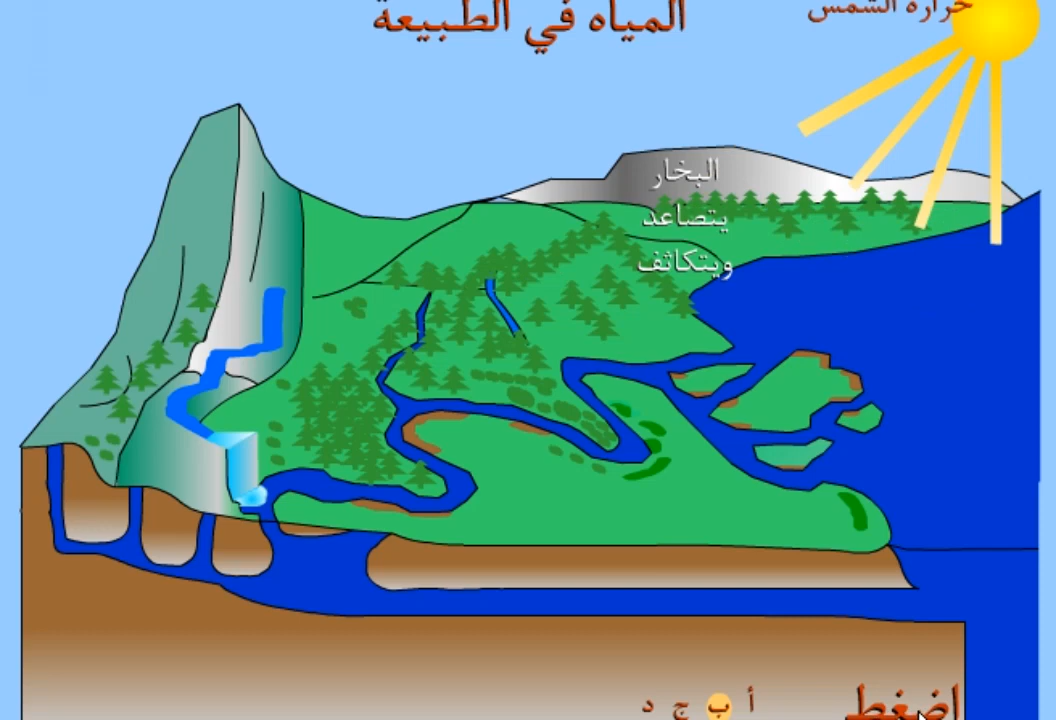 المياه في الطبيعة
حرارة الشمس
البخار
يتصاعد
ويتكاثف
اضغط
أ ب ج د